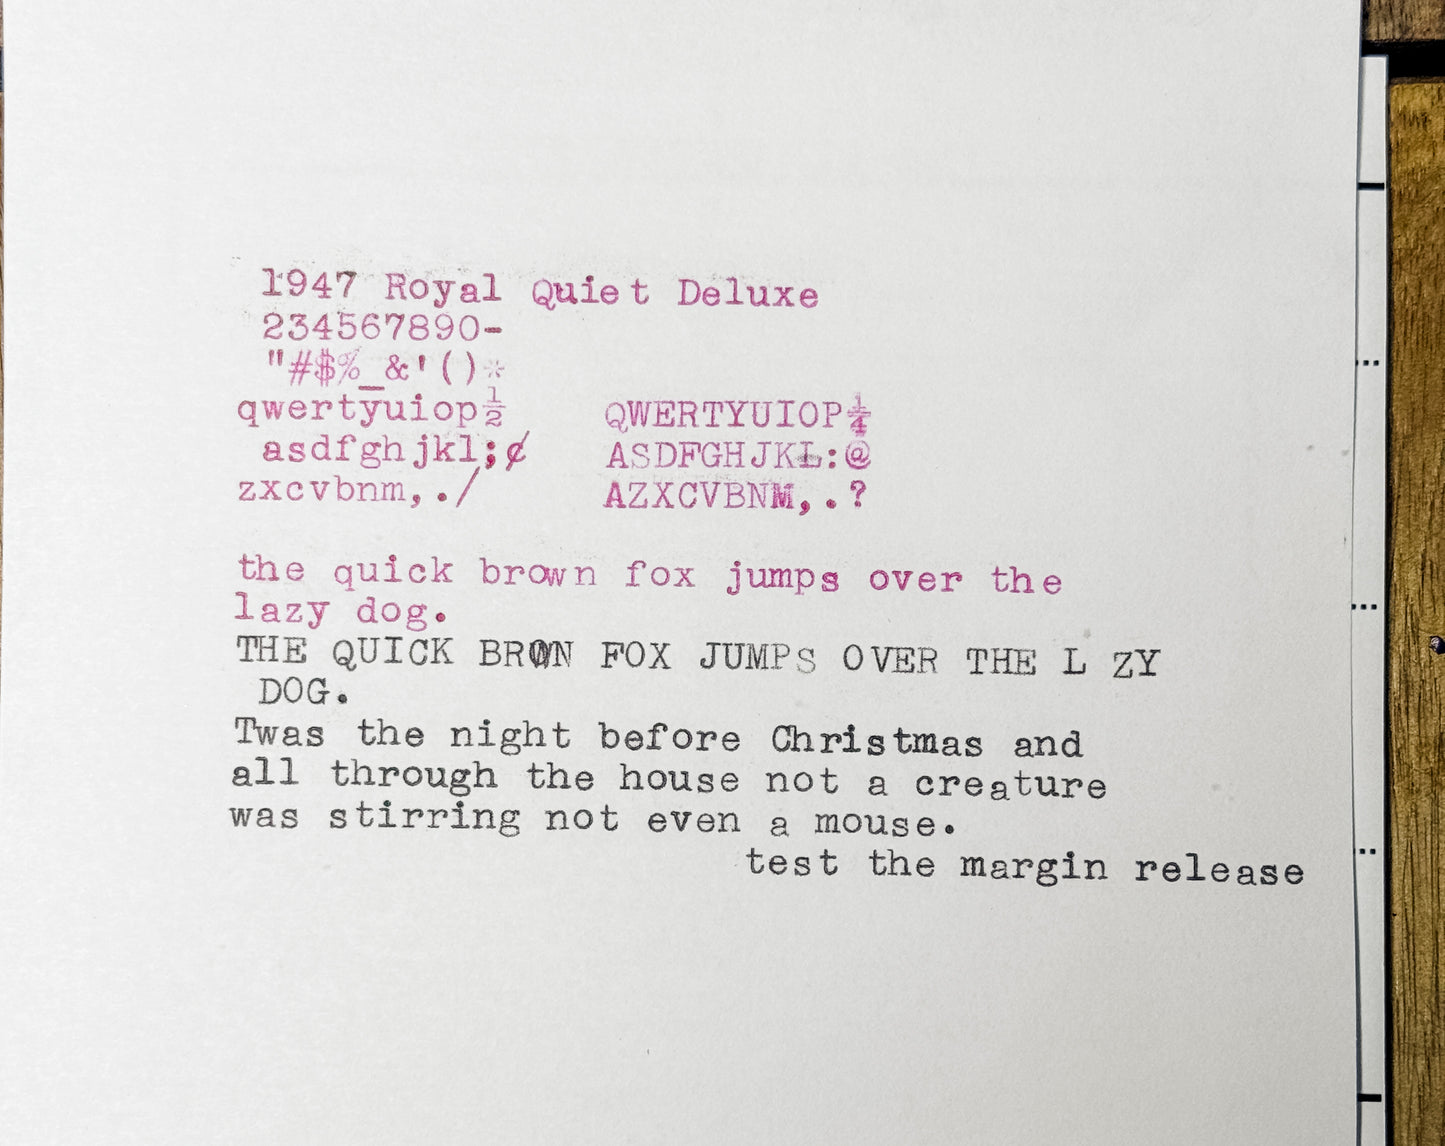 1947 Royal Quiet Deluxe
234567890-
"#$%_&'()*
qwertyuiop½    QWERTYUIOP¼
asdfghjkl;¢    ASDFGHJKL:@
zxcvbnm,./    AZXCVBNM,.?
the quick brown fox jumps over the
lazy dog.
THE QUICK BROWN FOX JUMPS OVER THE L ZY
DOG.
Twas the night before Christmas and
all through the house not a creature
was stirring not even a mouse.
test the margin release